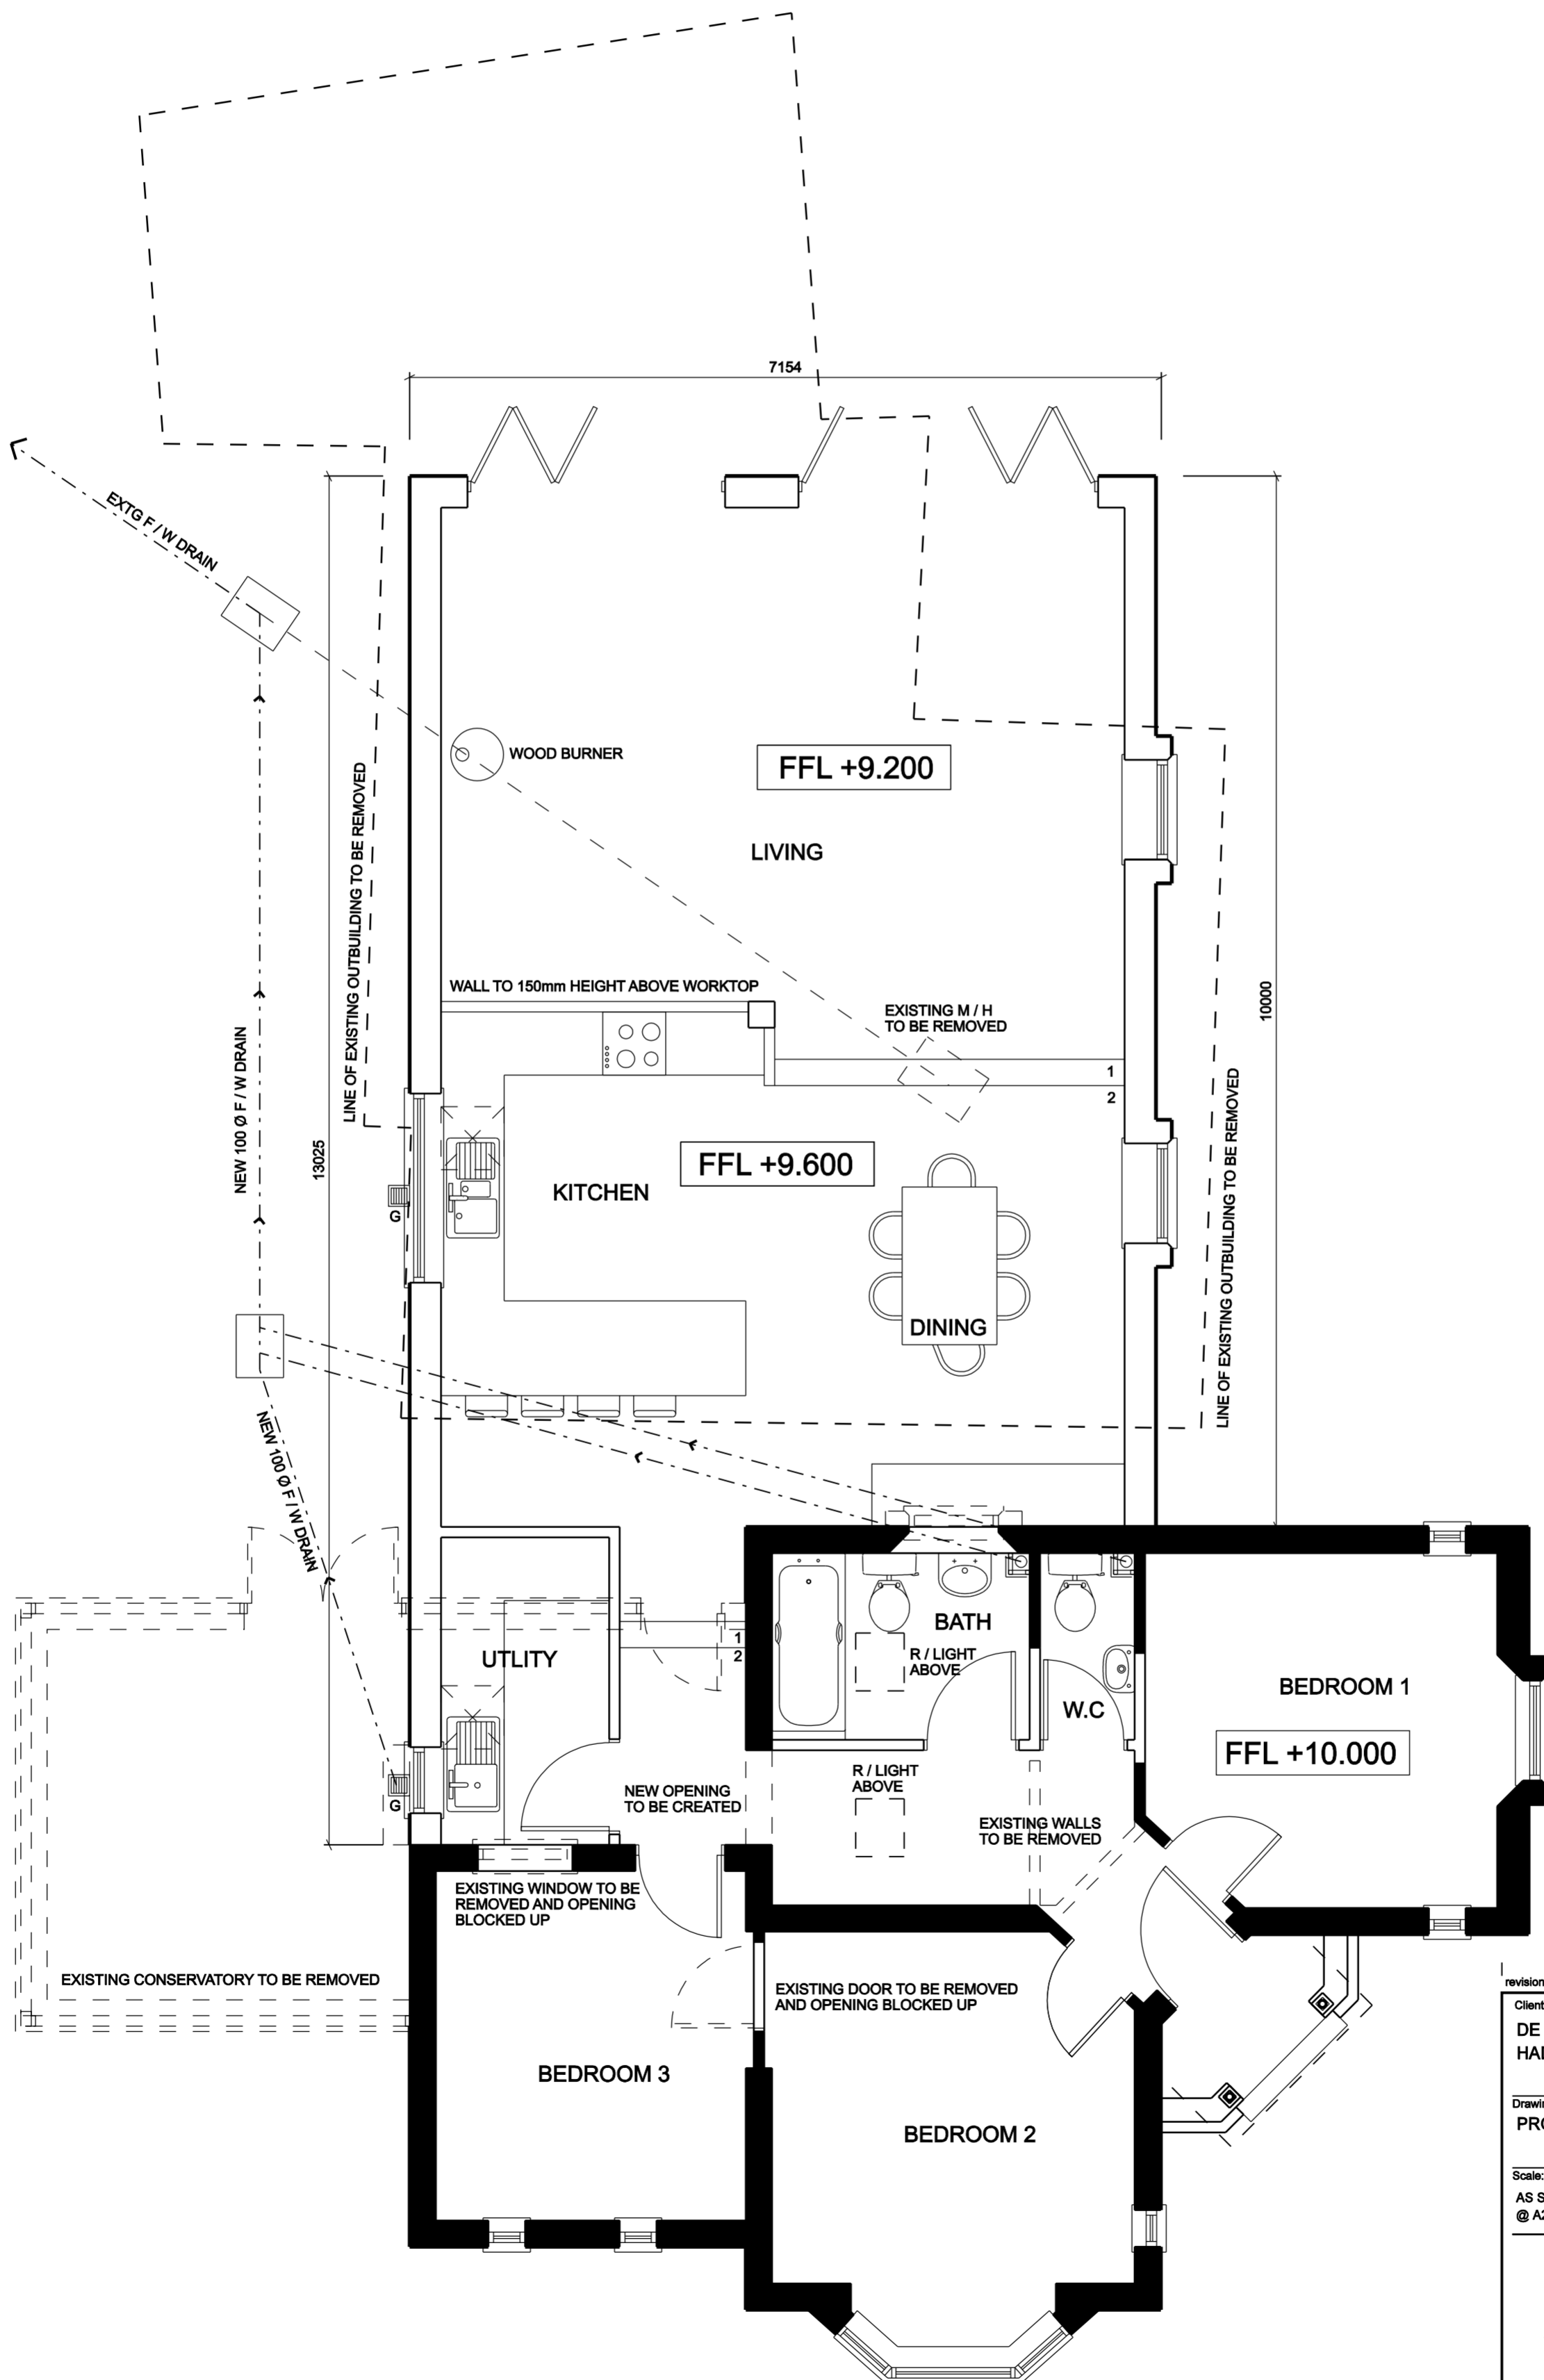 7154
EXTG F / W DRAIN
WOOD BURNER
FFL +9.200
LIVING
LINE OF EXISTING OUTBUILDING TO BE REMOVED
WALL TO 150mm HEIGHT ABOVE WORKTOP
EXISTING M / H
TO BE REMOVED
10000
1
2
NEW 100 Ø F / W DRAIN
13025
FFL +9.600
KITCHEN
G
DINING
LINE OF EXISTING OUTBUILDING TO BE REMOVED
NEW 100 Ø F / W DRAIN
UTLITY
1
2
BATH
R / LIGHT
ABOVE
W.C
BEDROOM 1
FFL +10.000
R / LIGHT
ABOVE
NEW OPENING
TO BE CREATED
G
EXISTING WALLS
TO BE REMOVED
EXISTING WINDOW TO BE
REMOVED AND OPENING
BLOCKED UP
EXISTING CONSERVATORY TO BE REMOVED
EXISTING DOOR TO BE REMOVED
AND OPENING BLOCKED UP
BEDROOM 3
BEDROOM 2
revision
Client
DE
Scale:
AS S